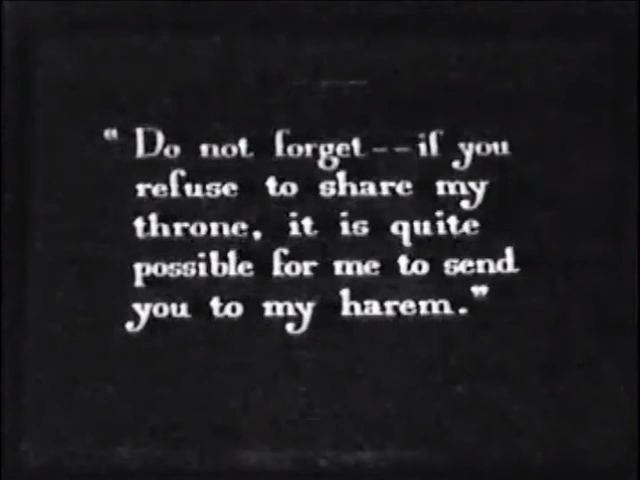 “Do not forget--if you
refuse to share my
throne, it is quite
possible for me to send
you to my harem.”